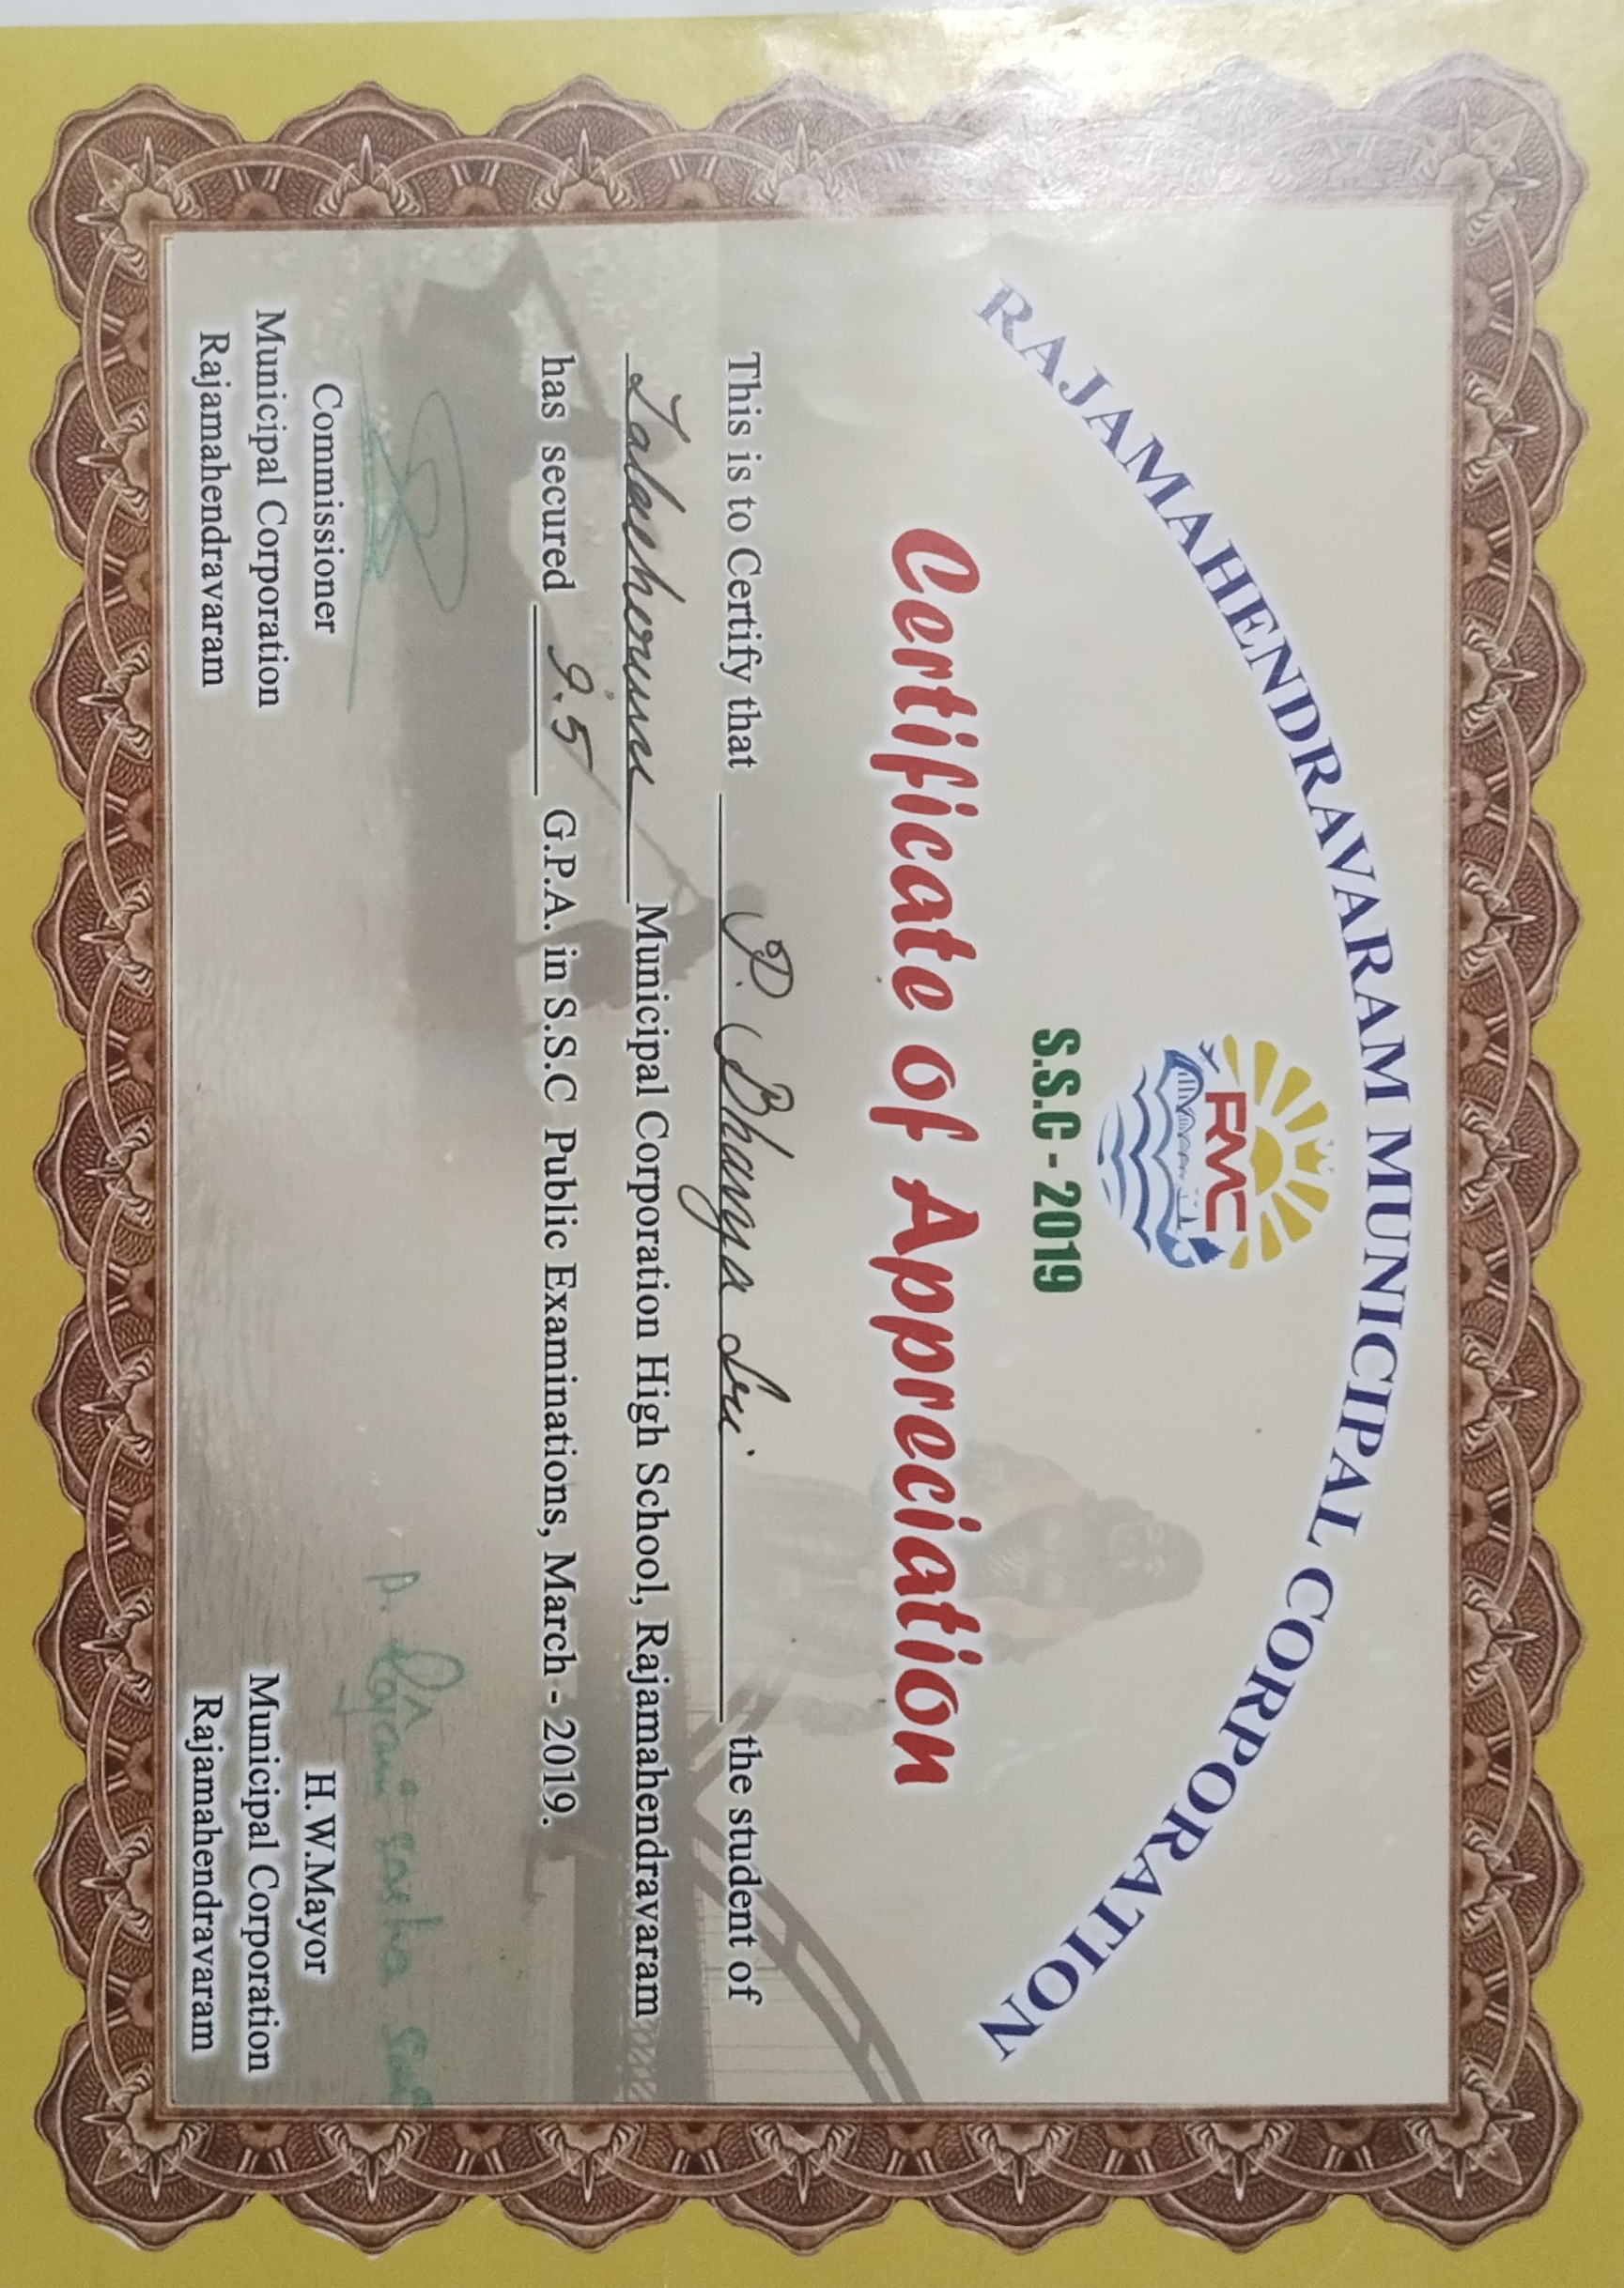 RAJAMAHENDRAVARAM MUNICIPAL CORPORATION
RMC
S.S.C - 2019
Certificate of Appreciation
This is to Certify that P. Bhavya Sri the student of
Lalacheruvu Municipal Corporation High School, Rajamahendravaram
has secured 9.5 G.P.A. in S.S.C Public Examinations, March - 2019.
P. Rajani
Commissioner
Municipal Corporation
Rajamahendravaram
H.W.Mayor
Municipal Corporation
Rajamahendravaram